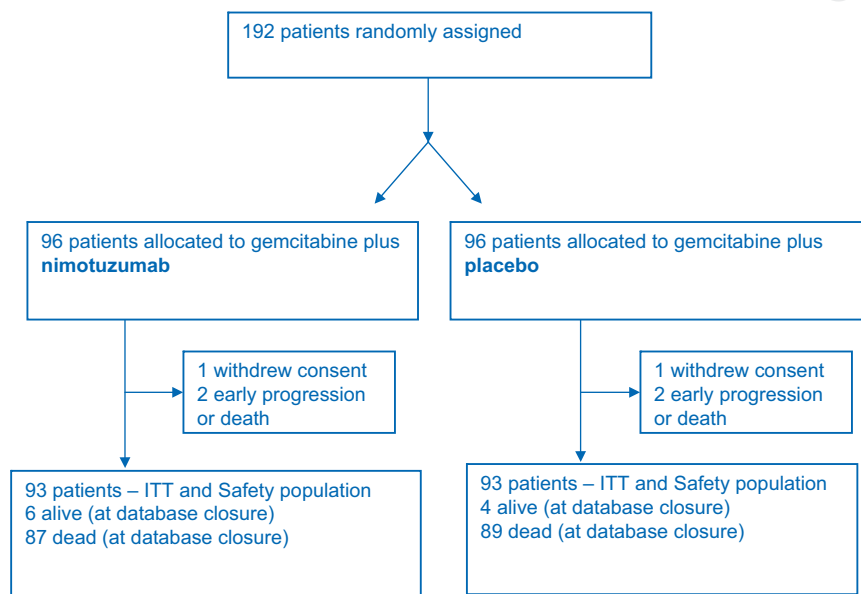 192 patients randomly assigned
96 patients allocated to gemcitabine plus
nimotuzumab
96 patients allocated to gemcitabine plus
placebo
1 withdrew consent
2 early progression
or death
1 withdrew consent
2 early progression
or death
93 patients – ITT and Safety population
6 alive (at database closure)
87 dead (at database closure)
93 patients – ITT and Safety population
4 alive (at database closure)
89 dead (at database closure)